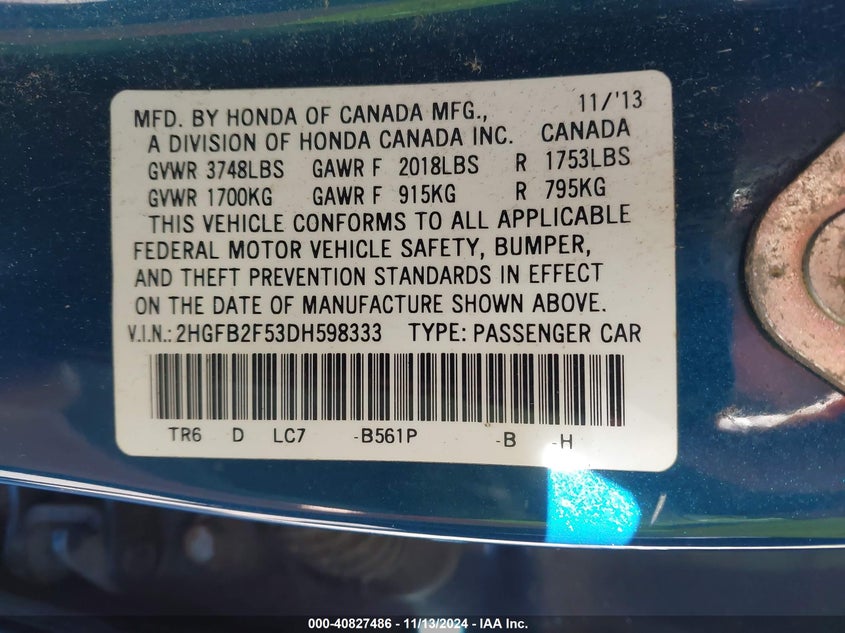 MFD. BY HONDA OF CANADA MFG., 11/'13
A DIVISION OF HONDA CANADA INC. CANADA
GVWR 3748LBS GAWR F 2018LBS R 1753LBS
GVWR 1700KG GAWR F 915KG R 795KG
THIS VEHICLE CONFORMS TO ALL APPLICABLE
FEDERAL MOTOR VEHICLE SAFETY, BUMPER,
AND THEFT PREVENTION STANDARDS IN EFFECT
ON THE DATE OF MANUFACTURE SHOWN ABOVE.
V.I.N.: 2HGFB2F53DH598333 TYPE: PASSENGER CAR
TR6 D LC7 -B561P -B -H
000-40827486 - 11/13/2024 - IAA Inc.